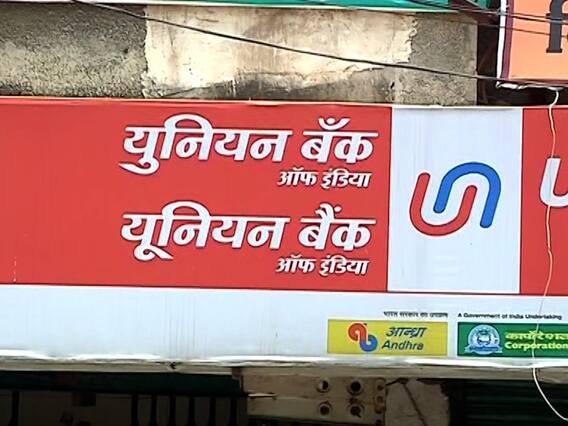 युनियन बँक
ऑफ इंडिया
यूनियन बैंक
ऑफ इंडिया
भारत सरकार का उपक्रम
A Government of India Undertaking
आन्ध्रा
Andhra
कार्पोरेशन
Corporation